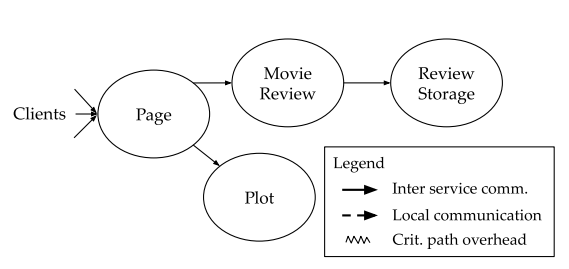 Clients
Page
Movie
Review
Review
Storage
Plot
Legend
Inter service comm.
Local communication
Crit. path overhead